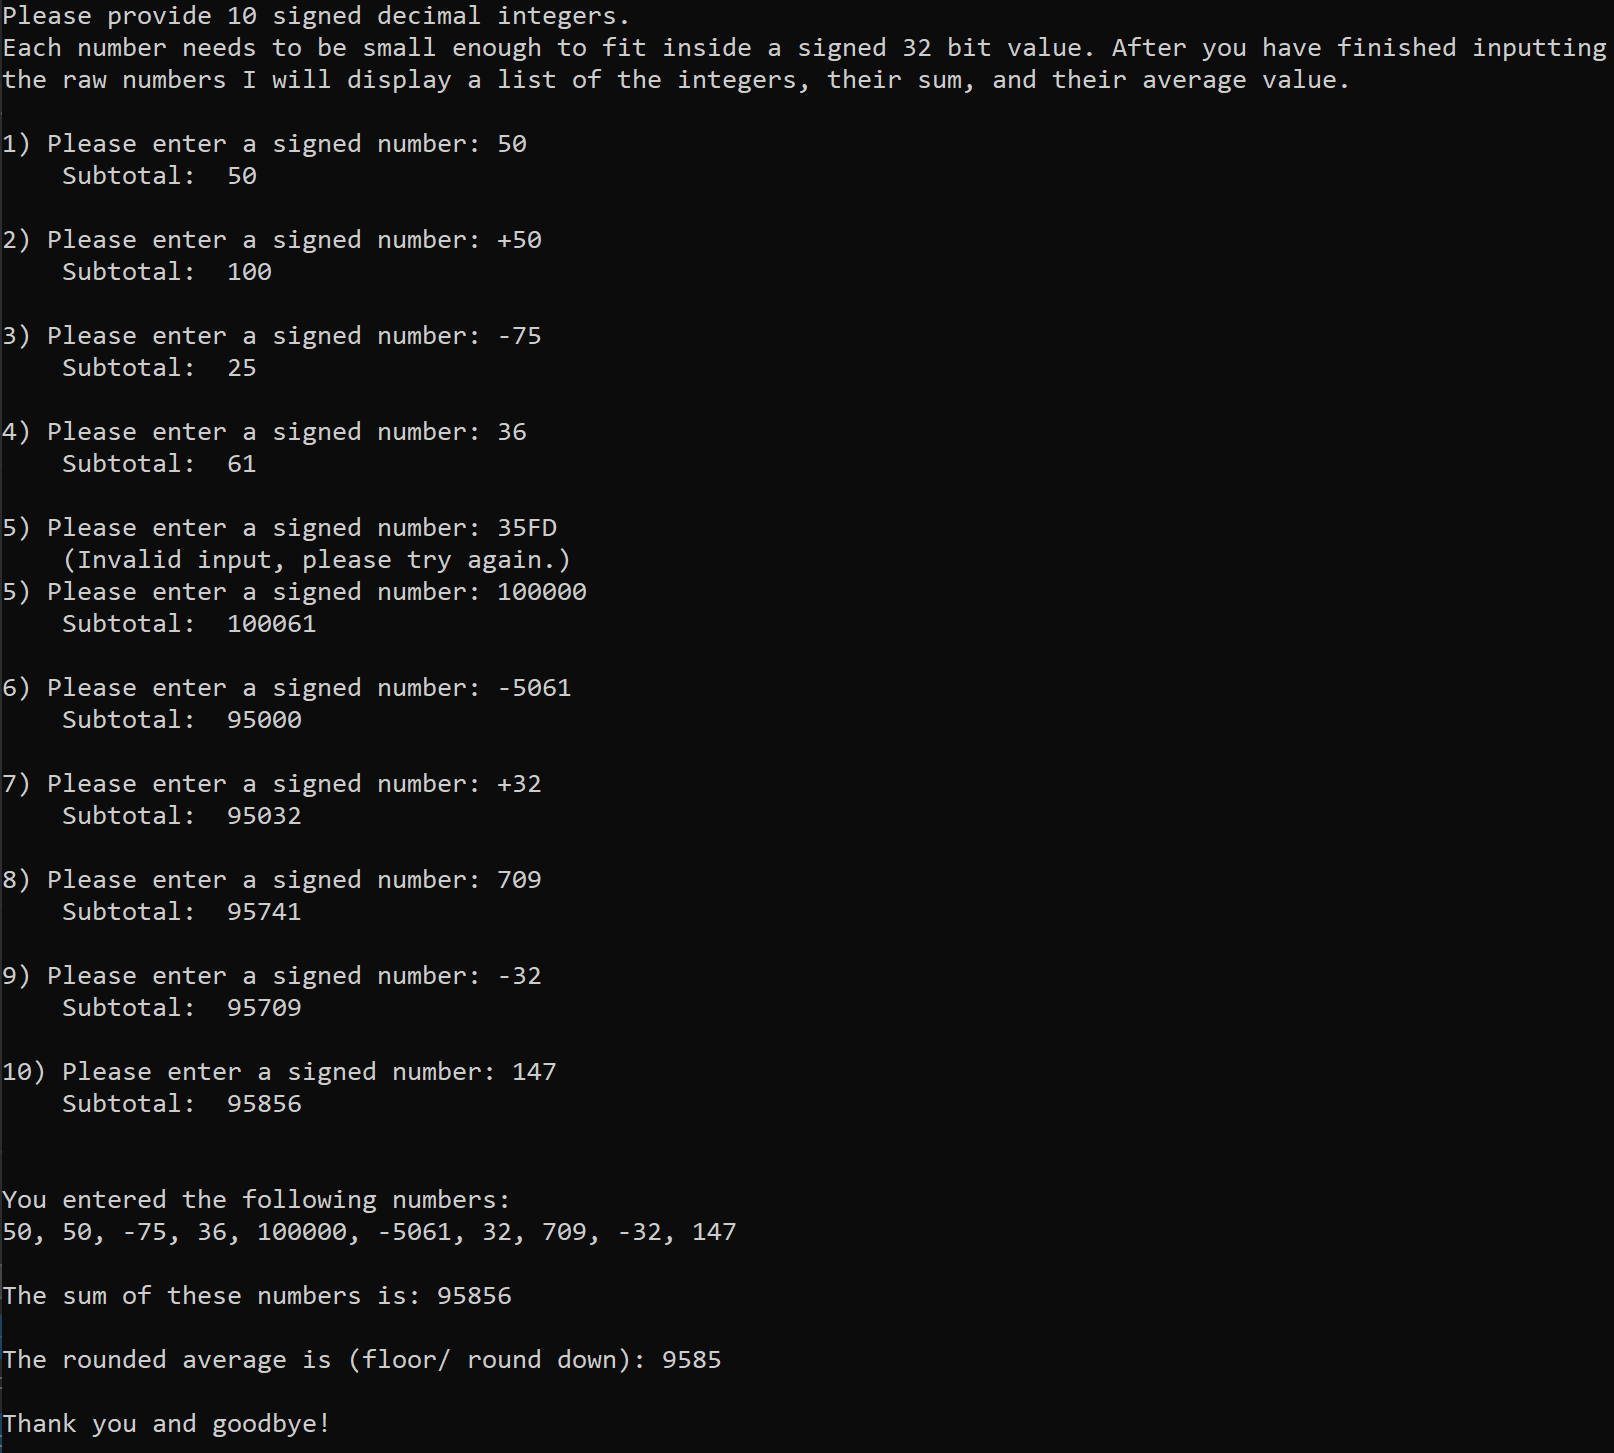 Please provide 10 signed decimal integers.
Each number needs to be small enough to fit inside a signed 32 bit value. After you have finished inputting
the raw numbers I will display a list of the integers, their sum, and their average value.

1) Please enter a signed number: 50
    Subtotal:  50

2) Please enter a signed number: +50
    Subtotal:  100

3) Please enter a signed number: -75
    Subtotal:  25

4) Please enter a signed number: 36
    Subtotal:  61

5) Please enter a signed number: 35FD
    (Invalid input, please try again.)
5) Please enter a signed number: 100000
    Subtotal:  100061

6) Please enter a signed number: -5061
    Subtotal:  95000

7) Please enter a signed number: +32
    Subtotal:  95032

8) Please enter a signed number: 709
    Subtotal:  95741

9) Please enter a signed number: -32
    Subtotal:  95709

10) Please enter a signed number: 147
    Subtotal:  95856

You entered the following numbers:
50, 50, -75, 36, 100000, -5061, 32, 709, -32, 147

The sum of these numbers is: 95856

The rounded average is (floor/ round down): 9585

Thank you and goodbye!